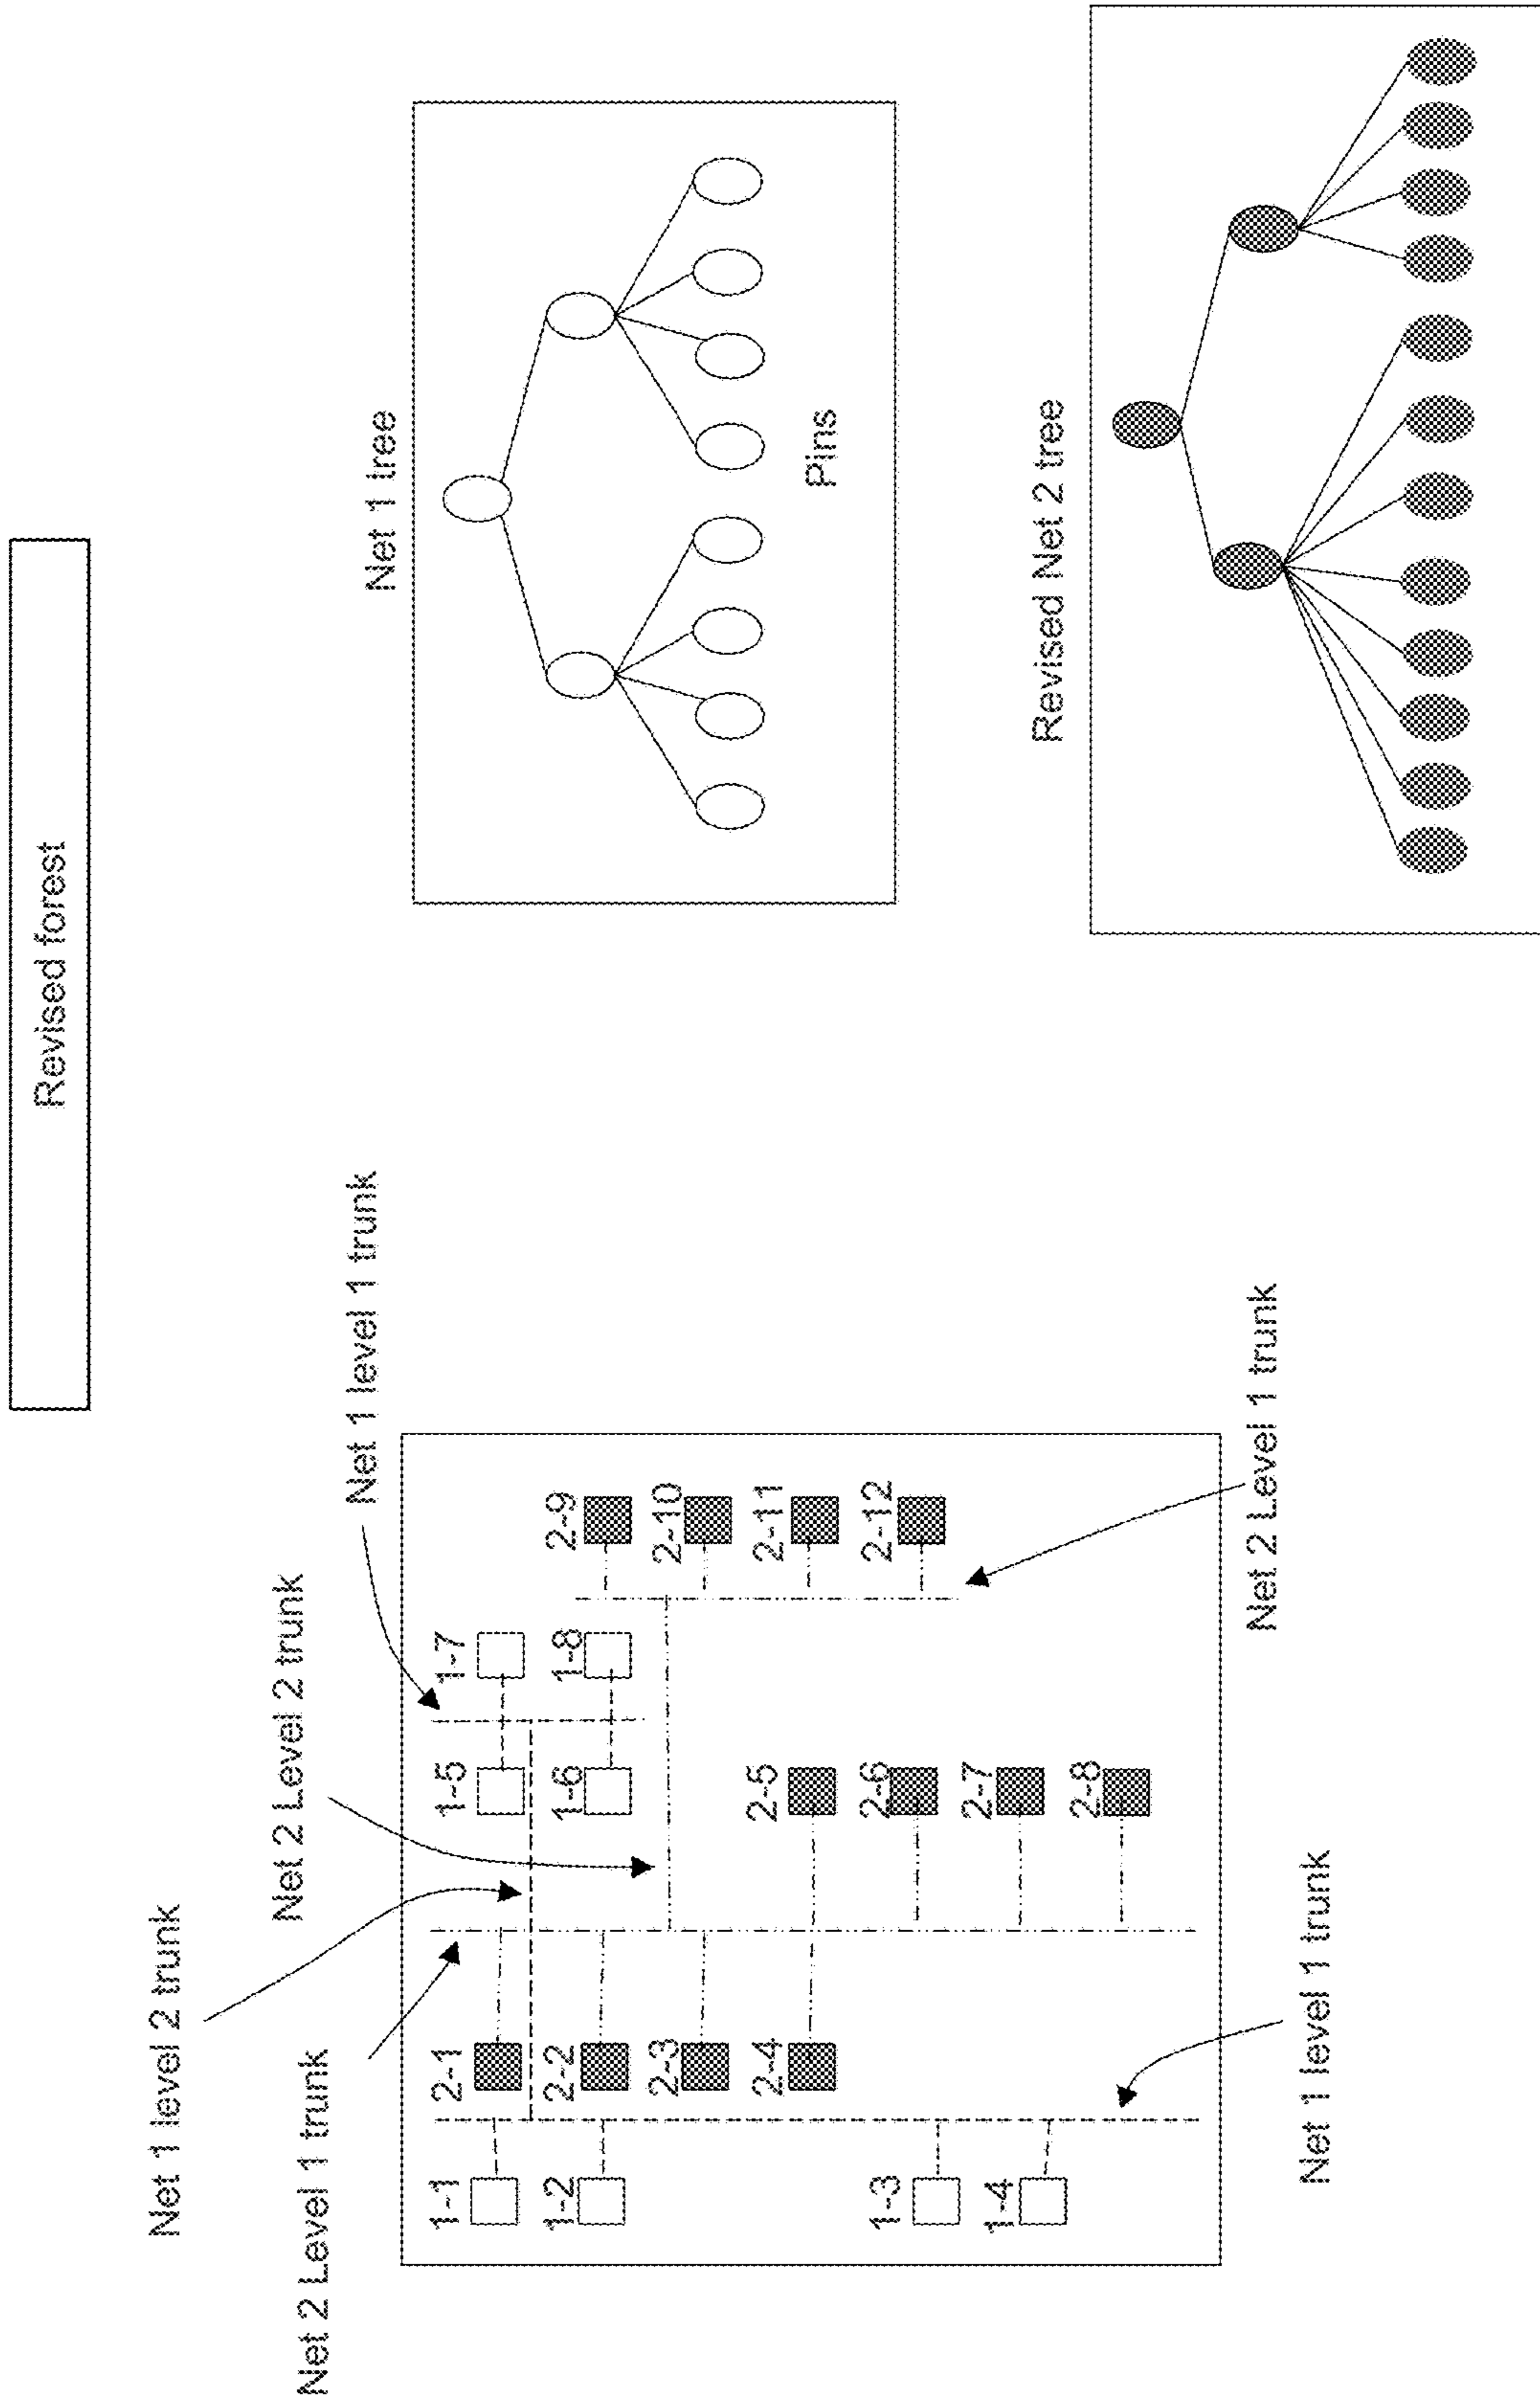 Revised forest
Net 1 level 2 trunk
Net 2 Level 2 trunk
Net 1 level 1 trunk
Net 2 Level 1 trunk
1-1
2-1
1-5
1-7
1-2
2-2
1-6
1-8
2-9
2-3
2-10
2-4
2-5
2-11
1-3
2-6
2-12
1-4
2-7
2-8
Net 2 Level 1 trunk
Net 1 level 1 trunk
Net 1 tree
Pins
Revised Net 2 tree